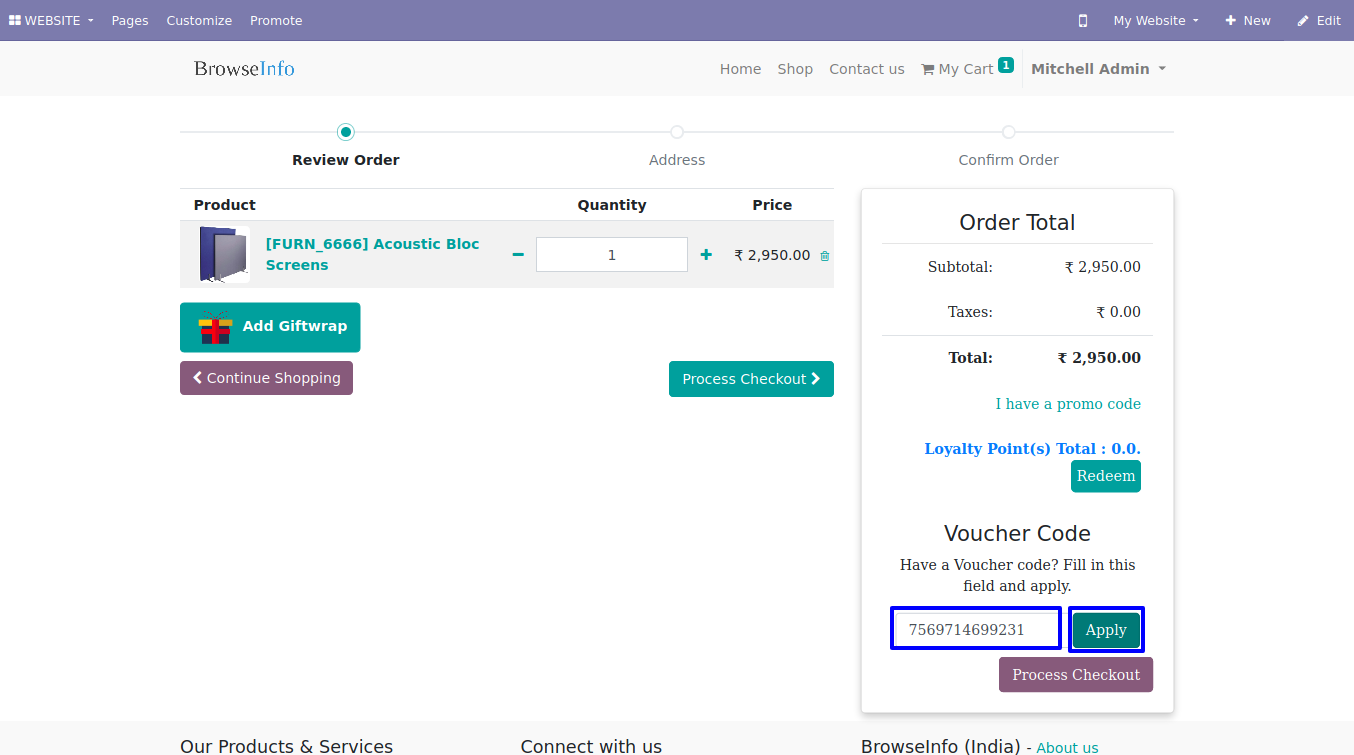 WEBSITE Pages Customize Promote My Website New Edit
BrowseInfo Home Shop Contact us My Cart 1 Mitchell Admin
Review Order Address Confirm Order
Product Quantity Price
[FURN_6666] Acoustic Bloc
Screens
1
₹ 2,950.00
Add Giftwrap
Continue Shopping
Process Checkout
Order Total
Subtotal: ₹ 2,950.00
Taxes: ₹ 0.00
Total: ₹ 2,950.00
I have a promo code
Loyalty Point(s) Total : 0.0.
Redeem
Voucher Code
Have a Voucher code? Fill in this
field and apply.
7569714699231 Apply
Process Checkout
Our Products & Services Connect with us BrowseInfo (India) - About us